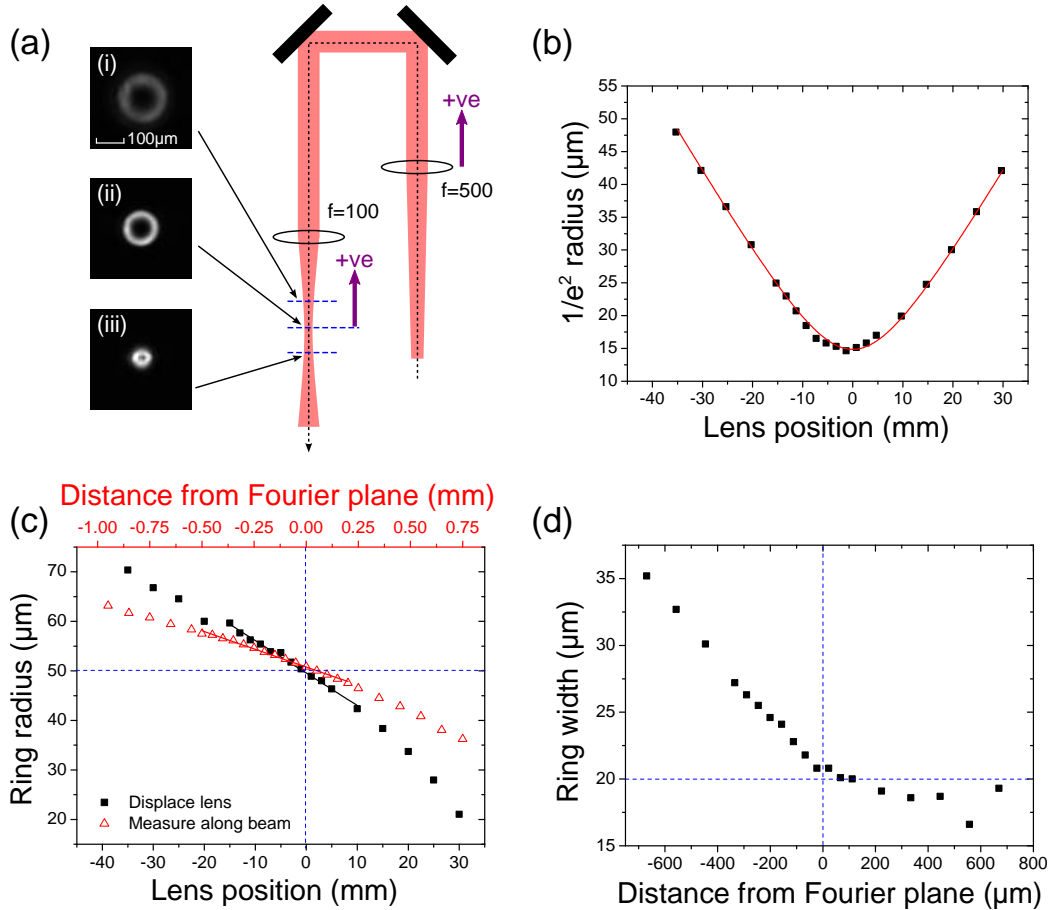 (a)
(i)
100μm
(ii)
(iii)
+ve
f=500
f=100
+ve
(b)
1/e² radius (μm)
55
50
45
40
35
30
25
20
15
10
-40 -30 -20 -10 0 10 20 30
Lens position (mm)
(c)
Distance from Fourier plane (mm)
-1.00 -0.75 -0.50 -0.25 0.00 0.25 0.50 0.75
Ring radius (μm)
70
60
50
40
30
20
Displace lens
Measure along beam
-40 -30 -20 -10 0 10 20 30
Lens position (mm)
(d)
Ring width (μm)
35
30
25
20
15
-600 -400 -200 0 200 400 600 800
Distance from Fourier plane (μm)